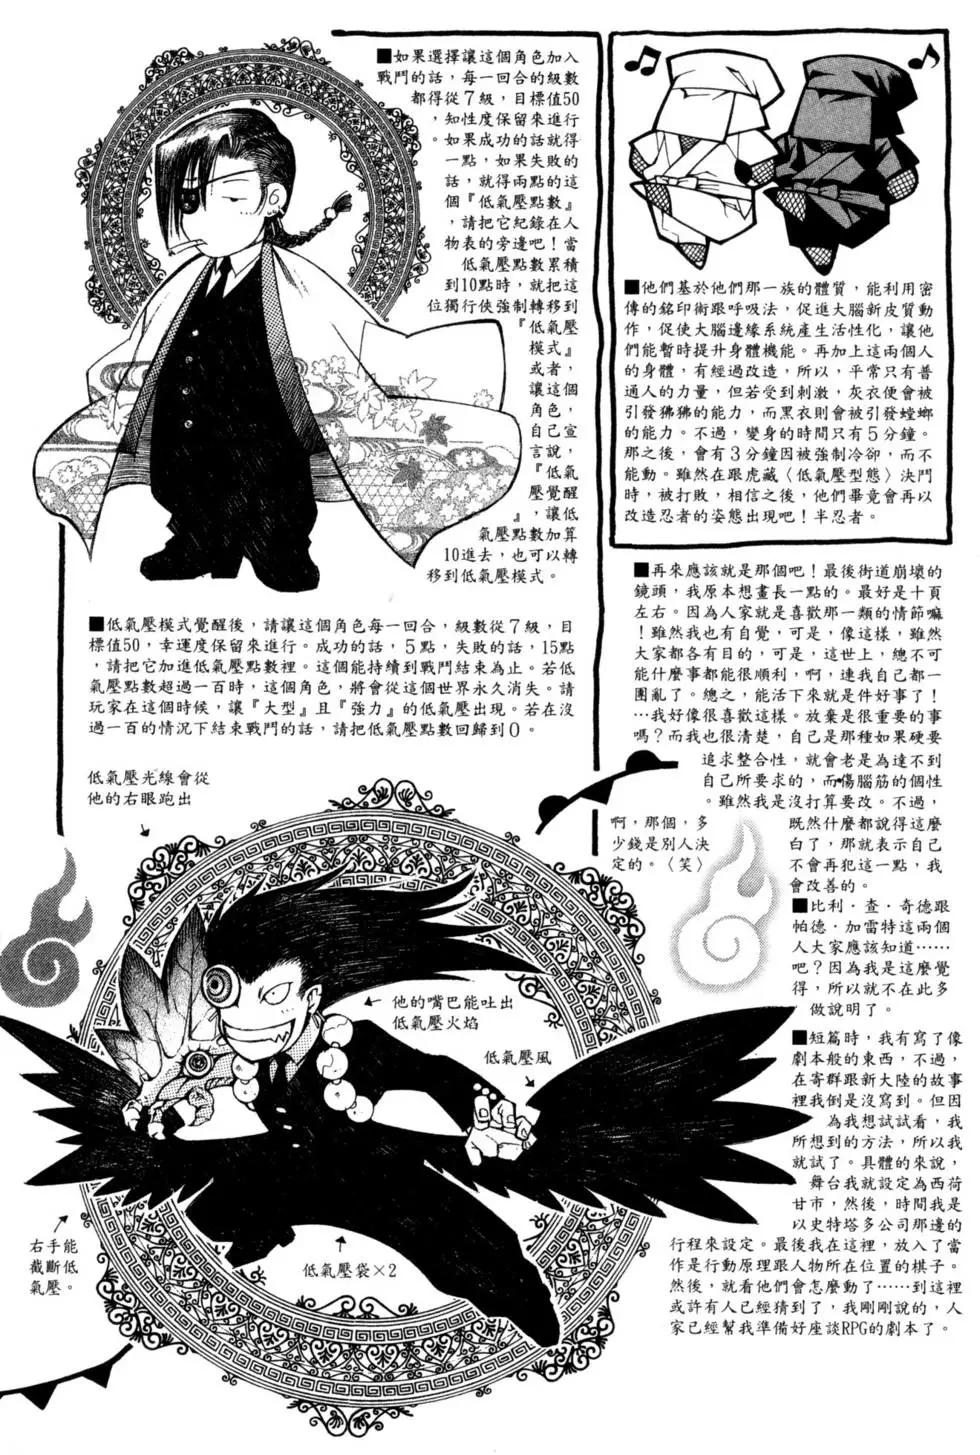 ■如果選擇讓這個角色加入
戰鬥的話，每一回合的級數
都得從７級，目標值50
，知性度保留來進行
。如果成功的話就得
一點，如果失敗的
話，就得兩點的這
個『低氣壓點數』
，請把它紀錄在人
物表的旁邊吧！當
低氣壓點數累積
到10點時，就把這
位獨行俠強制轉移到
『低氣壓
模式』
或者，
讓這個
角色，
自己宣
言說，
『低氣
壓覺醒
』，讓低
氣壓點數加算
10進去，也可以轉
移到低氣壓模式。
■低氣壓模式覺醒後，請讓這個角色每一回合，級數從７級，目
標值50，幸運度保留來進行。成功的話，５點，失敗的話，15點
，請把它加進低氣壓點數裡。這個能持續到戰鬥結束為止。若低
氣壓點數超過一百時，這個角色，將會從這個世界永久消失。請
玩家在這個時候，讓『大型』且『強力』的低氣壓出現。若在沒
過一百的情況下結束戰鬥的話，請把低氣壓點數回歸到０。
低氣壓光線會從
他的右眼跑出
他的嘴巴能吐出
低氣壓火焰
低氣壓風
右手能
截斷低
氣壓。
低氣壓袋×2
■他們基於他們那一族的體質，能利用密
傳的銘印術跟呼吸法，促進大腦新皮質動
作，促使大腦邊緣系統產生活性化，讓他
們能暫時提升身體機能。再加上這兩個人
的身體，有經過改造，所以，平常只有普
通人的力量，但若受到刺激，灰衣便會被
引發狒狒的能力，而黑衣則會被引發螳螂
的能力。不過，變身的時間只有５分鐘。
那之後，會有３分鐘因被強制冷卻，而不
能動。雖然在跟虎藏〈低氣壓型態〉決鬥
時，被打敗，相信之後，他們畢竟會再以
改造忍者的姿態出現吧！半忍者。
■再來應該就是那個吧！最後街道崩壞的
鏡頭，我原本想畫長一點的。最好是十頁
左右。因為人家就是喜歡那一類的情節嘛
！雖然我也有自覺，可是，像這樣，雖然
大家都各有目的，可是，這世上，總不可
能什麼事都能很順利，啊，連我自己都一
團亂了。總之，能活下來就是件好事了！
…我好像很喜歡這樣。放棄是很重要的事
嗎？而我也很清楚，自己是那種如果硬要
追求整合性，就會老是為達不到
自己所要求的，而傷腦筋的個性
。雖然我是沒打算要改。不過，
既然什麼都說得這麼
白了，那就表示自己
不會再犯這一點，我
會改善的。
啊，那個，多
少錢是別人決
定的。〈笑〉
■比利．查．奇德跟
帕德．加雷特這兩個
人大家應該知道……
吧？因為我是這麼覺
得，所以就不在此多
做說明了。
■短篇時，我有寫了像
劇本般的東西，不過，
在寄群跟新大陸的故事
裡我倒是沒寫到。但因
為我想試試看，我
所想到的方法，所以我
就試了。具體的來說，
舞台我就設定為西荷
甘市，然後，時間我是
以史特塔多公司那邊的
行程來設定。最後我在這裡，放入了當
作是行動原理跟人物所在位置的棋子。
然後，就看他們會怎麼動了……到這裡
或許有人已經猜到了，我剛剛說的，人
家已經幫我準備好座談RPG的劇本了。